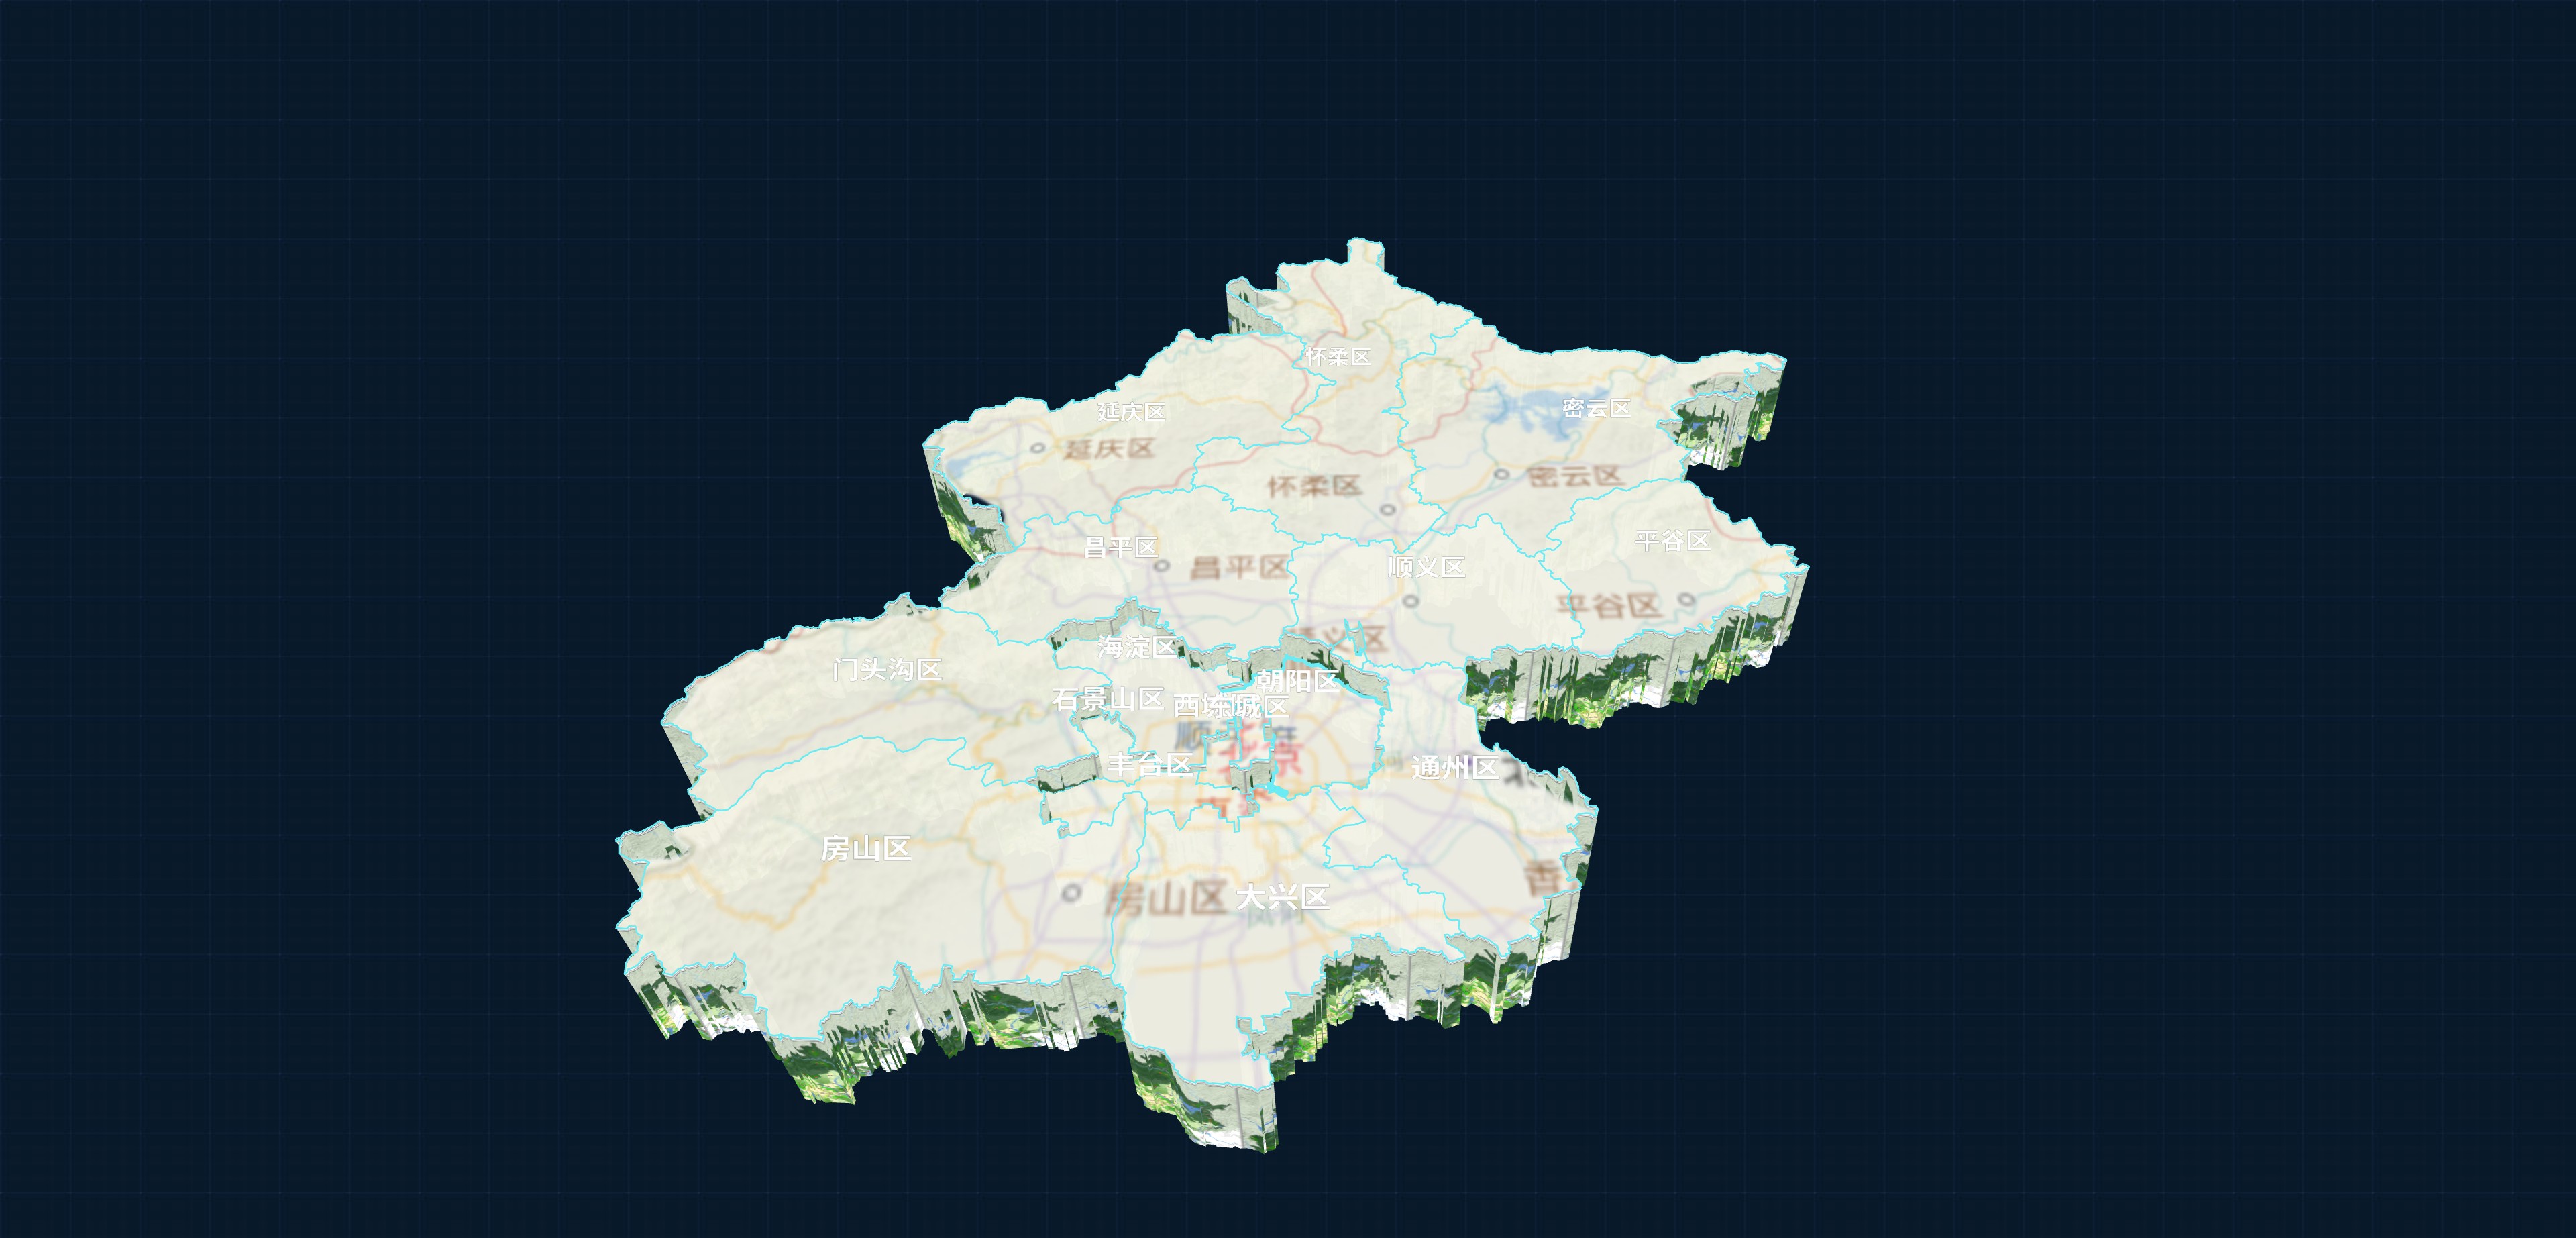 怀柔区
延庆区
密云区
延庆区
密云区
怀柔区
平谷区
昌平区
顺义区
昌平区
平谷区
义区
海淀区
门头沟区
朝阳区
石景山区
西
城区
北京
丰台区
通州区
房山区
香
房山区
大兴区